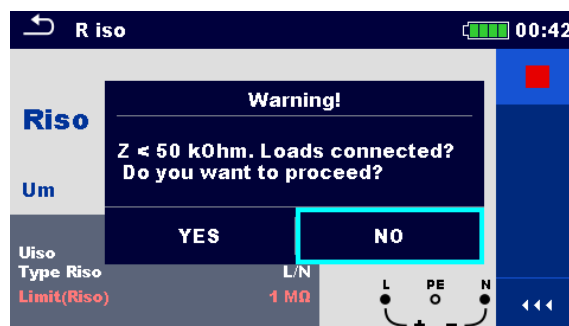 R iso 00:42
Warning!
Riso
Z < 50 kOhm. Loads connected?
Do you want to proceed?
Um
YES NO
Uiso
Type Riso L/N
Limit(Riso) 1 MΩ
L PE N
+ -